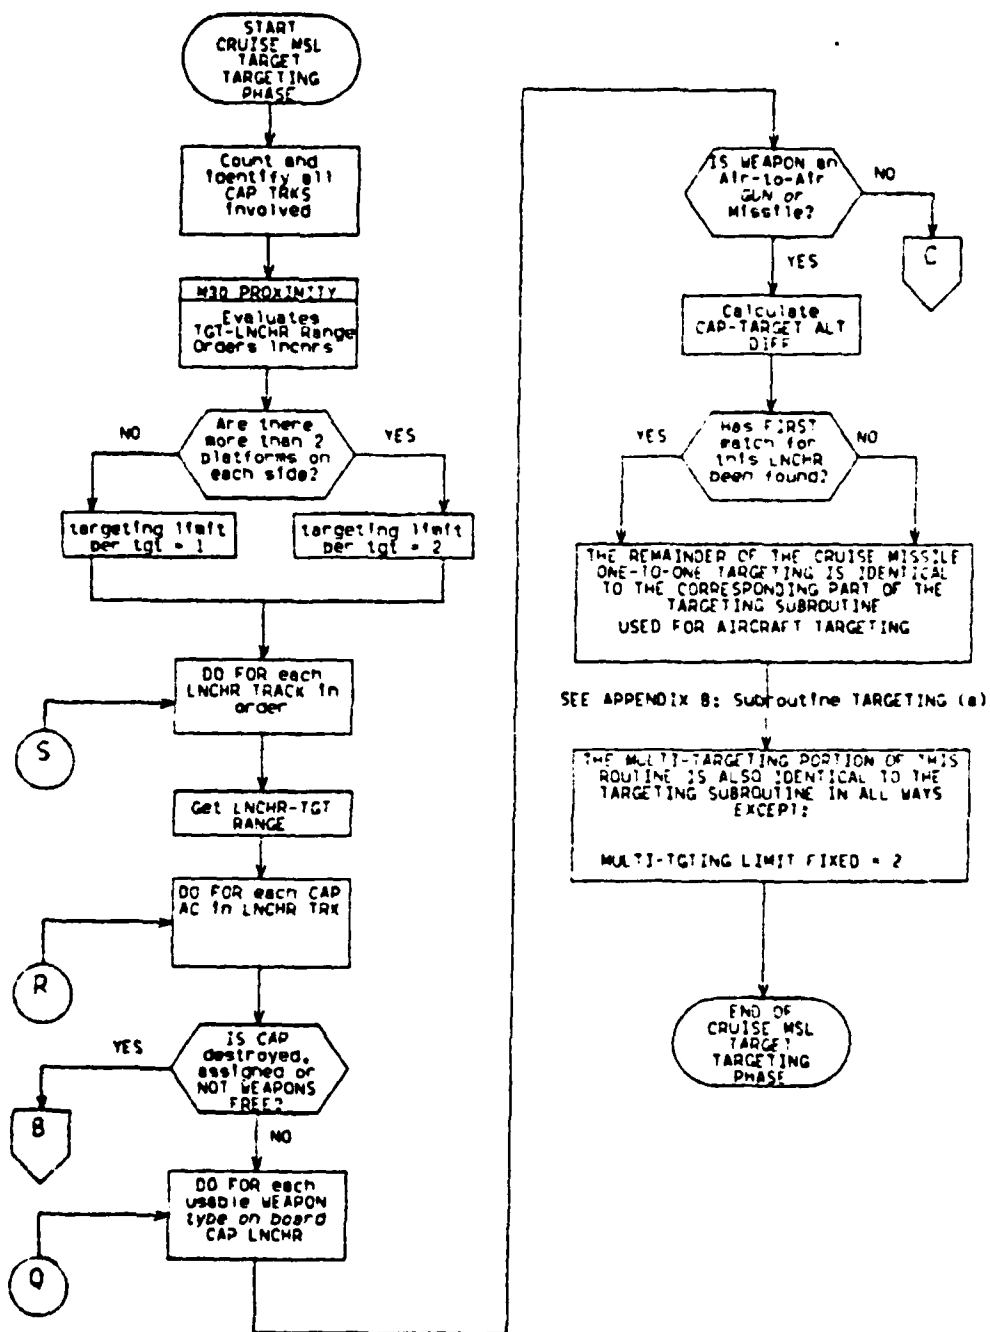 START
CRUISE MSL
TARGET
TARGETING
PHASE
Count and
identify all
CAP TRKS
involved
M3D PROXIMITY
Evaluates
TGT-LNCHR Range
Orders lnchrs
Are there
more than 2
platforms on
each side?
NO
YES
targeting limit
per tgt = 1
targeting limit
per tgt = 2
DO FOR each
LNCHR TRACK in
order
S
Get LNCHR-TGT
RANGE
DO FOR each CAP
AC in LNCHR TRK
R
IS CAP
destroyed,
assigned or
NOT WEAPONS
FREE?
YES
B
NO
DO FOR each
usable WEAPON
type on board
CAP LNCHR
Q
IS WEAPON an
Air-to-Air
GUN or
Missile?
NO
C
YES
Calculate
CAP-TARGET ALT
DIFF
Has FIRST
match for
this LNCHR
been found?
YES
NO
THE REMAINDER OF THE CRUISE MISSILE
ONE-TO-ONE TARGETING IS IDENTICAL
TO THE CORRESPONDING PART OF THE
TARGETING SUBROUTINE
USED FOR AIRCRAFT TARGETING
SEE APPENDIX B: Subroutine TARGETING (a)
THE MULTI-TARGETING PORTION OF THIS
ROUTINE IS ALSO IDENTICAL TO THE
TARGETING SUBROUTINE IN ALL WAYS
EXCEPT:
MULTI-TGTING LIMIT FIXED = 2
END OF
CRUISE MSL
TARGET
TARGETING
PHASE